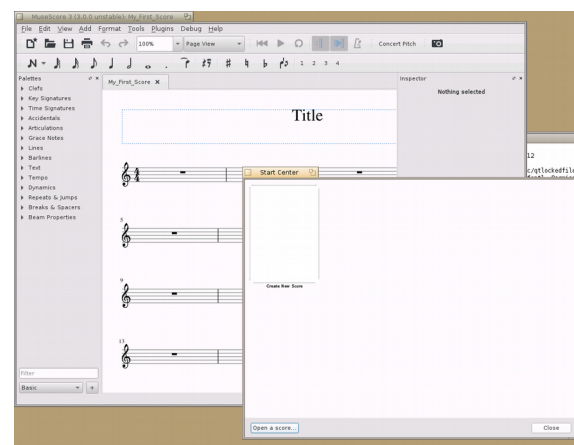 MuseScore 3 (3.0.0 unstable): My_First_Score
File Edit View Add Format Tools Plugins Debug Help
100% Page View Concert Pitch
N 1 2 3 4
Palettes
My_First_Score
Inspector
Nothing selected
Clefs
Key Signatures
Time Signatures
Accidentals
Articulations
Grace Notes
Lines
Barlines
Text
Tempo
Dynamics
Repeats & Jumps
Breaks & Spacers
Beam Properties
Title
5
9
13
12
c/qtlockedfile
Start Center
Create New Score
Filter
Basic
Open a score...
Close